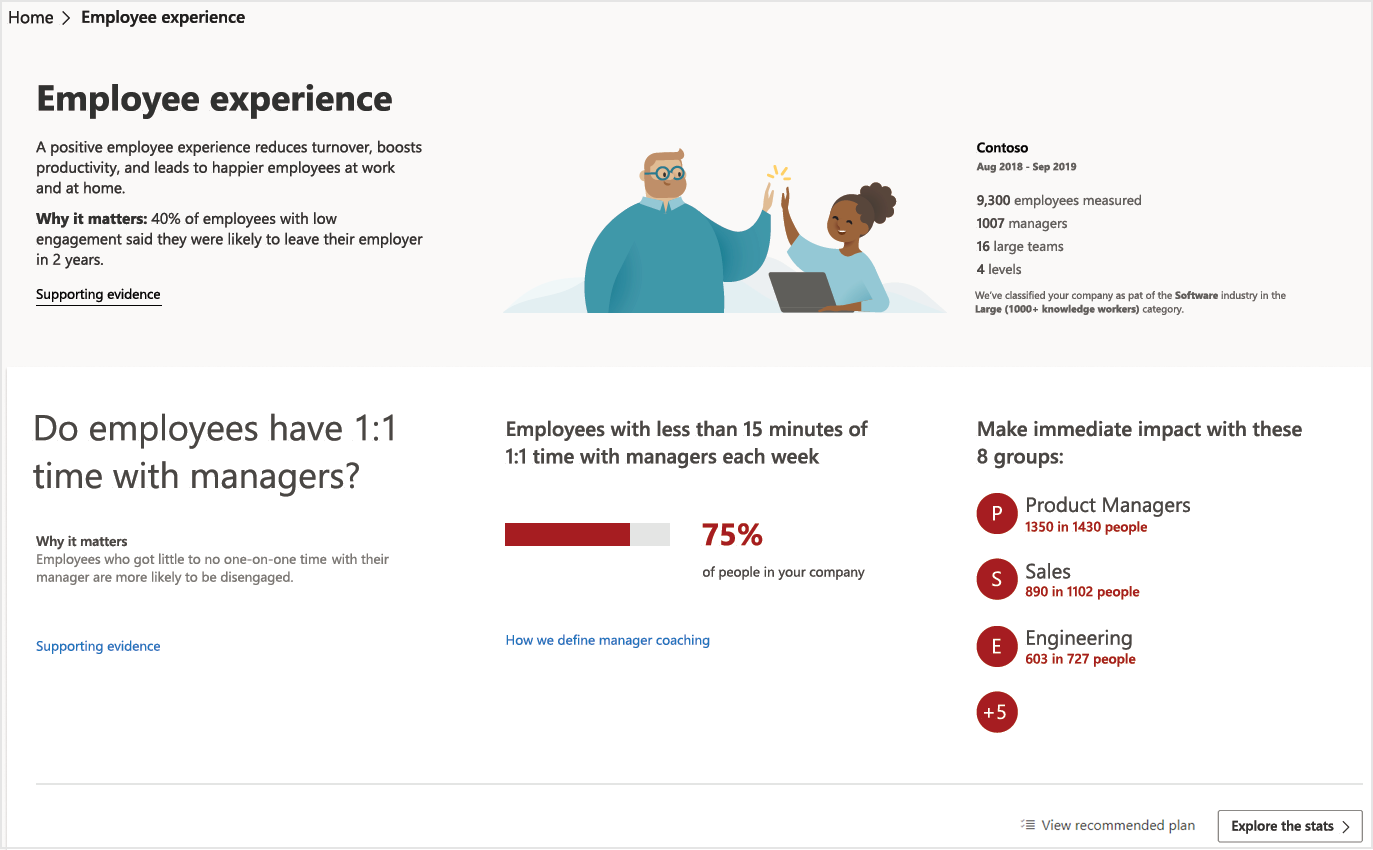 Home > Employee experience
Employee experience
A positive employee experience reduces turnover, boosts
productivity, and leads to happier employees at work
and at home.
Why it matters: 40% of employees with low
engagement said they were likely to leave their employer
in 2 years.
Supporting evidence
Contoso
Aug 2018 - Sep 2019
9,300 employees measured
1007 managers
16 large teams
4 levels
We've classified your company as pat of the Software industry in the
Large (1000+ knowledge workers) category.
Do employees have 1:1
time with managers?
Why it matters
Employees who got little to no one-on-one time with their
manager are more likely to be disengaged.
Supporting evidence
Employees with less than 15 minutes of
1:1 time with managers each week
75%
of people in your company
How we define manager coaching
Make immediate impact with these
8 groups:
P Product Managers
1350 in 1430 people
S Sales
890 in 1102 people
E Engineering
603 in 727 people
+5
View recommended plan
Explore the stats >